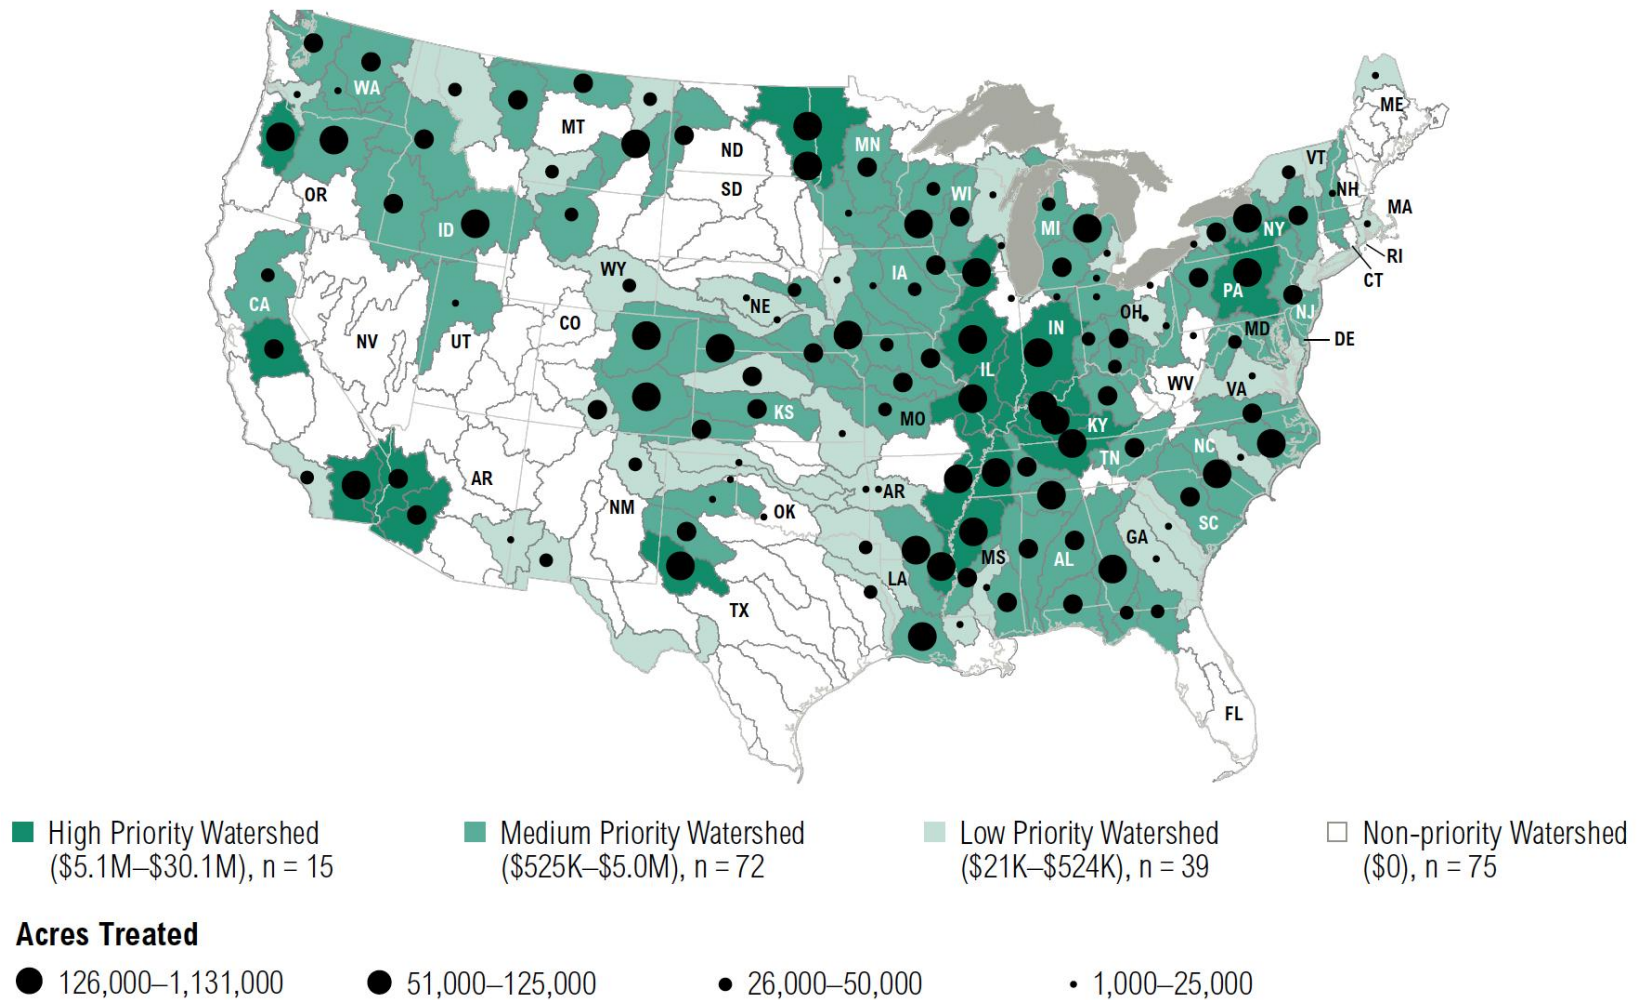 ME
WA
MT
ND
MN
VT
OR
SD
WI
NH
MA
ID
MI
NY
RI
WY
IA
CT
CA
NE
PA
OH
NJ
CO
IN
MD
NV
UT
DE
IL
WV
VA
KS
MO
KY
NC
TN
AR
AR
NM
OK
SC
GA
MS
AL
LA
TX
FL
High Priority Watershed
($5.1M–$30.1M), n = 15
Medium Priority Watershed
($525K–$5.0M), n = 72
Low Priority Watershed
($21K–$524K), n = 39
Non-priority Watershed
($0), n = 75
Acres Treated
126,000–1,131,000
51,000–125,000
26,000–50,000
1,000–25,000